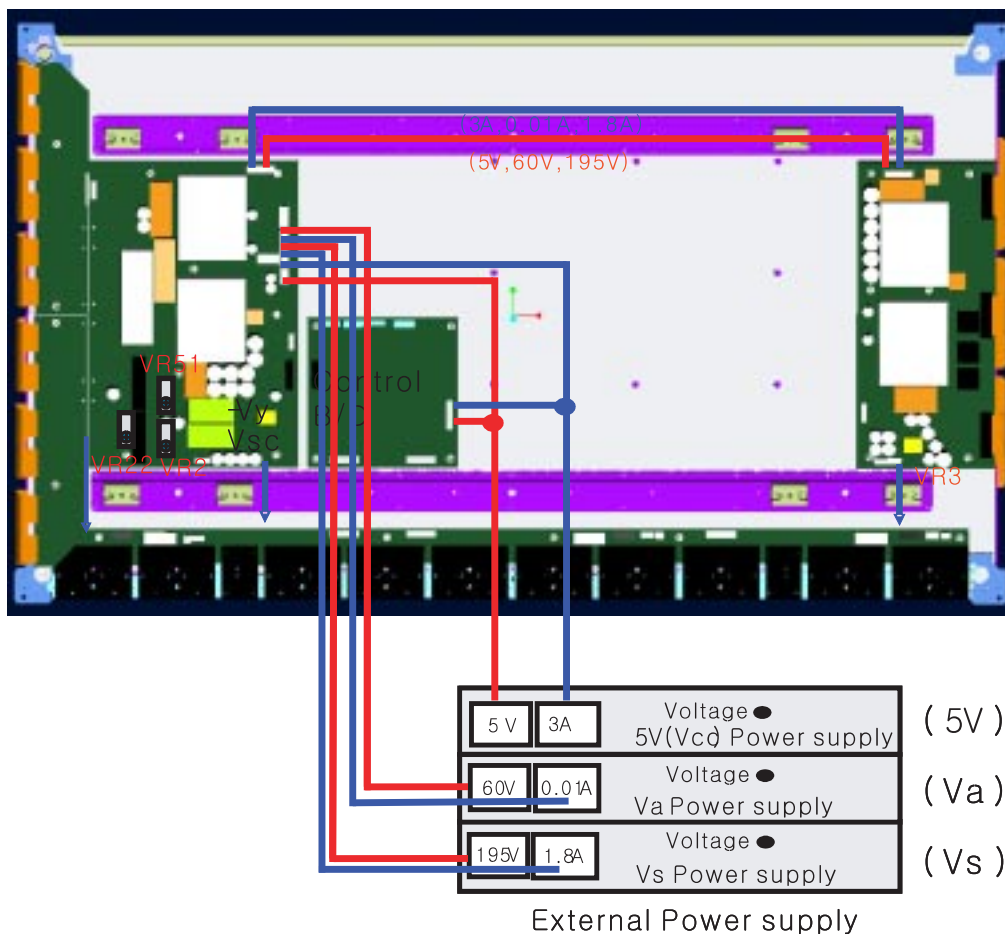 (3A,0.01A,1.8A)
(5V,60V,195V)
VR51
Control
B/D
-Vy
Vsc
VR22
VR2
VR3
5V
3A
Voltage ●
5V(Vcc) Power supply
(5V)
60V
0.01A
Voltage ●
Va Power supply
(Va)
195V
1.8A
Voltage ●
Vs Power supply
(Vs)
External Power supply